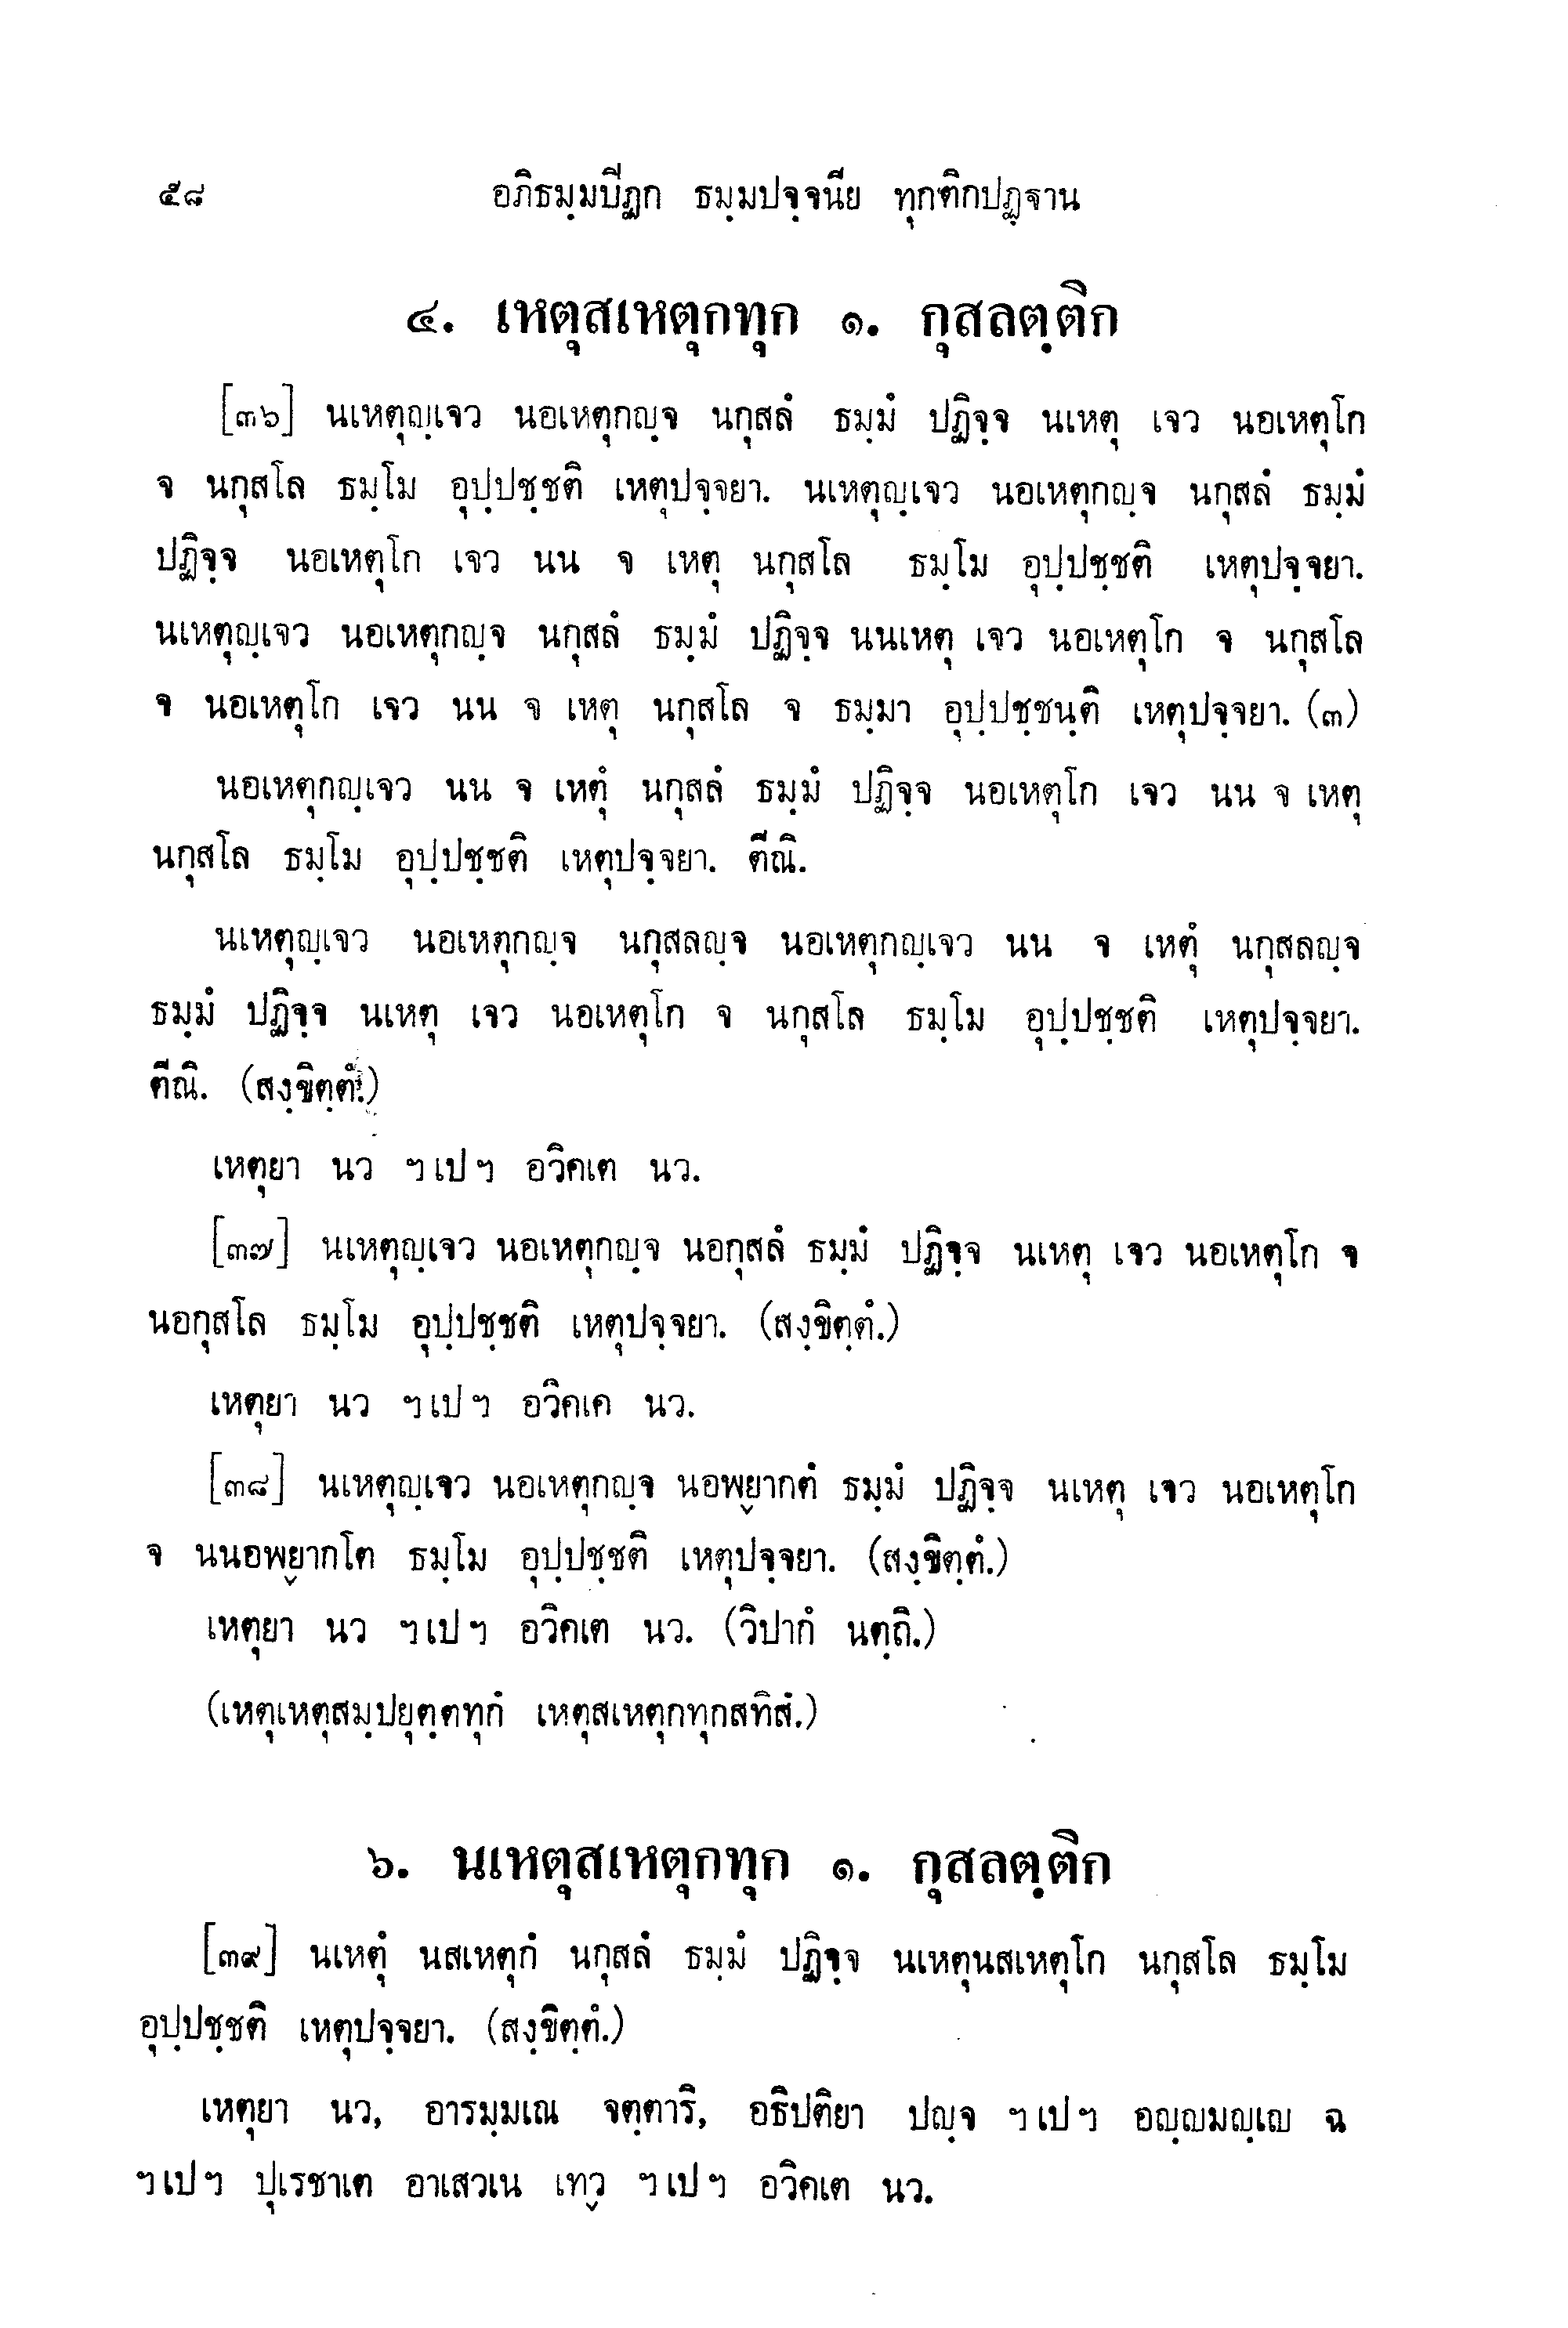 ๕๘ อภิธมฺมปีฏก ธมฺมปจฺจนีย ทุกติกปฏฺฐาน
๔. เหตุสเหตุกทุก ๑. กุสลตฺติก
[๓๖] นเหตุญฺเจว นอเหตุกญฺจ นกุสลํ ธมฺมํ ปฏิจฺจ นเหตุ เจว นอเหตุโก
จ นกุสโล ธมฺโม อุปฺปชฺชติ เหตุปจฺจยา. นเหตุญฺเจว นอเหตุกญฺจ นกุสลํ ธมฺมํ
ปฏิจฺจ นอเหตุโก เจว นน จ เหตุ นกุสโล ธมฺโม อุปฺปชฺชติ เหตุปจฺจยา.
นเหตุญฺเจว นอเหตุกญฺจ นกุสลํ ธมฺมํ ปฏิจฺจ นนเหตุ เจว นอเหตุโก จ นกุสโล
จ นอเหตุโก เจว นน จ เหตุ นกุสโล จ ธมฺมา อุปฺปชฺชนฺติ เหตุปจฺจยา. (๓)
นอเหตุกญฺเจว นน จ เหตุํ นกุสลํ ธมฺมํ ปฏิจฺจ นอเหตุโก เจว นน จ เหตุ
นกุสโล ธมฺโม อุปฺปชฺชติ เหตุปจฺจยา. ตีณิ.
นเหตุญฺเจว นอเหตุกญฺจ นกุสลญฺจ นอเหตุกญฺเจว นน จ เหตุํ นกุสลญฺจ
ธมฺมํ ปฏิจฺจ นเหตุ เจว นอเหตุโก จ นกุสโล ธมฺโม อุปฺปชฺชติ เหตุปจฺจยา.
ตีณิ. (สงฺขิตฺตํ.)
เหตุยา นว ฯเปฯ อวิคเต นว.
[๓๗] นเหตุญฺเจว นอเหตุกญฺจ นอกุสลํ ธมฺมํ ปฏิจฺจ นเหตุ เจว นอเหตุโก จ
นอกุสโล ธมฺโม อุปฺปชฺชติ เหตุปจฺจยา. (สงฺขิตฺตํ.)
เหตุยา นว ฯเปฯ อวิคเค นว.
[๓๘] นเหตุญฺเจว นอเหตุกญฺจ นอพฺยากตํ ธมฺมํ ปฏิจฺจ นเหตุ เจว นอเหตุโก
จ นนอพฺยากโต ธมฺโม อุปฺปชฺชติ เหตุปจฺจยา. (สงฺขิตฺตํ.)
เหตุยา นว ฯเปฯ อวิคเต นว. (วิปากํ นตฺถิ.)
(เหตุเหตุสมฺปยุตฺตทุกํ เหตุสเหตุกทุกสทิสํ.)
๖. นเหตุสเหตุกทุก ๑. กุสลตฺติก
[๓๙] นเหตุํ นสเหตุกํ นกุสลํ ธมฺมํ ปฏิจฺจ นเหตุนสเหตุโก นกุสโล ธมฺโม
อุปฺปชฺชติ เหตุปจฺจยา. (สงฺขิตฺตํ.)
เหตุยา นว, อารมฺมเณ จตฺตาริ, อธิปติยา ปญฺจ ฯเปฯ อญฺญมญฺเญ ฉ
ฯเปฯ ปุเรชาเต อาเสวเน เทฺว ฯเปฯ อวิคเต นว.